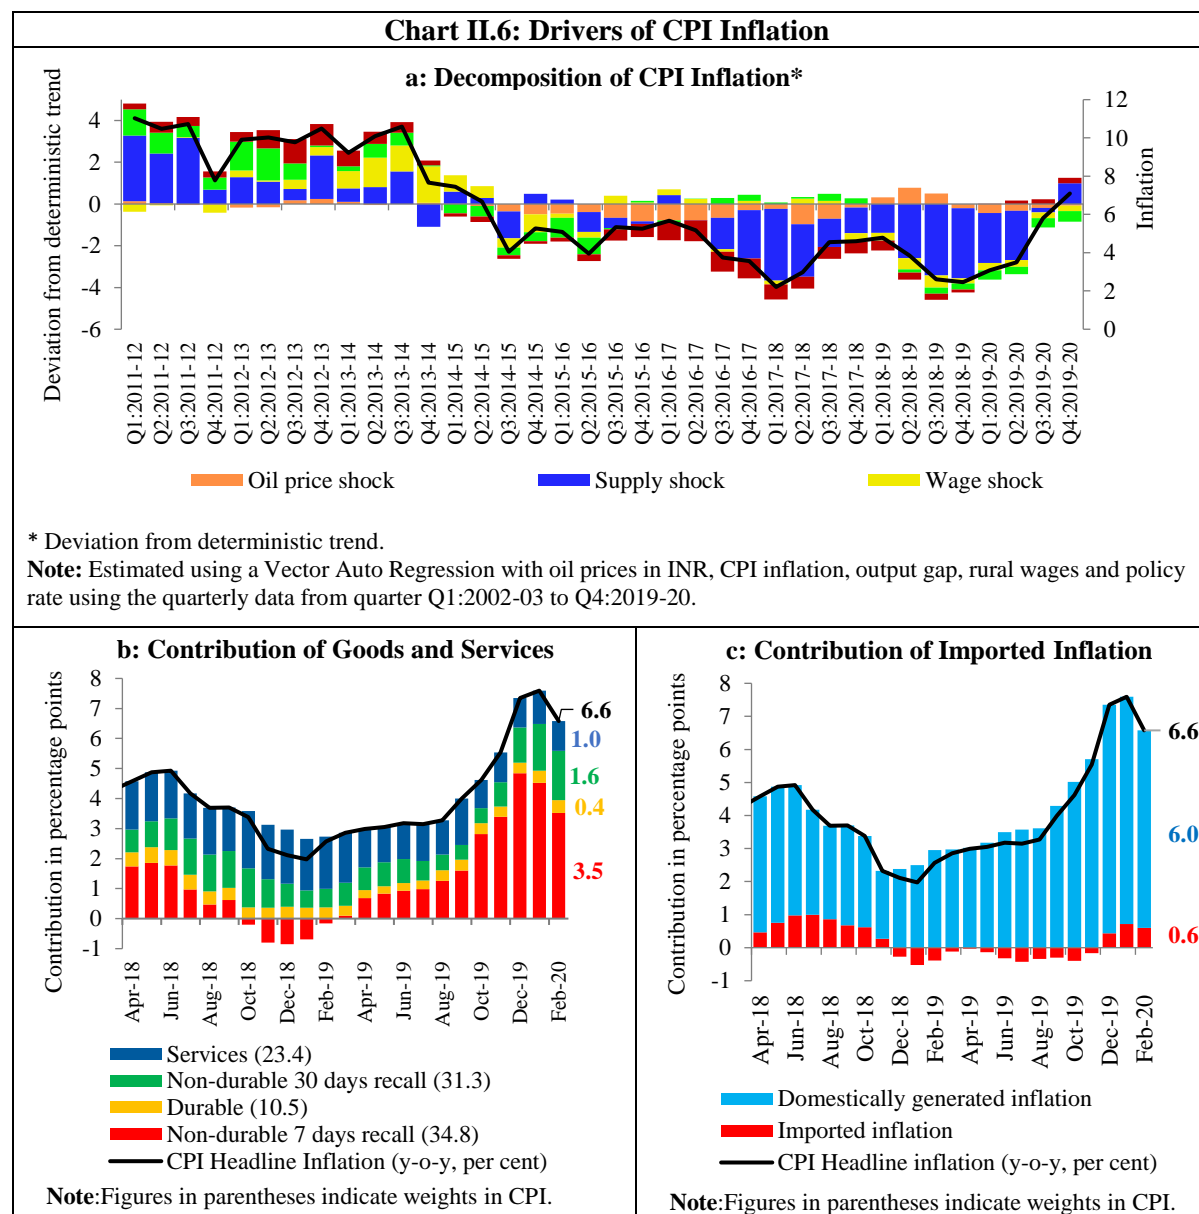 Chart II.6: Drivers of CPI Inflation
a: Decomposition of CPI Inflation*
Deviation from deterministic trend
4
2
0
-2
-4
-6
12
10
8
6
4
2
0
Inflation
Q1:2011-12
Q2:2011-12
Q3:2011-12
Q4:2011-12
Q1:2012-13
Q2:2012-13
Q3:2012-13
Q4:2012-13
Q1:2013-14
Q2:2013-14
Q3:2013-14
Q4:2013-14
Q1:2014-15
Q2:2014-15
Q3:2014-15
Q4:2014-15
Q1:2015-16
Q2:2015-16
Q3:2015-16
Q4:2015-16
Q1:2016-17
Q2:2016-17
Q3:2016-17
Q4:2016-17
Q1:2017-18
Q2:2017-18
Q3:2017-18
Q4:2017-18
Q1:2018-19
Q2:2018-19
Q3:2018-19
Q4:2018-19
Q1:2019-20
Q2:2019-20
Q3:2019-20
Q4:2019-20
Oil price shock Supply shock Wage shock
* Deviation from deterministic trend.
Note: Estimated using a Vector Auto Regression with oil prices in INR, CPI inflation, output gap, rural wages and policy
rate using the quarterly data from quarter Q1:2002-03 to Q4:2019-20.
b: Contribution of Goods and Services
Contribution in percentage points
8
7
6
5
4
3
2
1
0
-1
6.6
1.0
1.6
0.4
3.5
Apr-18
Jun-18
Aug-18
Oct-18
Dec-18
Feb-19
Apr-19
Jun-19
Aug-19
Oct-19
Dec-19
Feb-20
Services (23.4)
Non-durable 30 days recall (31.3)
Durable (10.5)
Non-durable 7 days recall (34.8)
CPI Headline Inflation (y-o-y, per cent)
Note:Figures in parentheses indicate weights in CPI.
c: Contribution of Imported Inflation
Contribution in percentage points
8
7
6
5
4
3
2
1
0
-1
6.6
6.0
0.6
Apr-18
Jun-18
Aug-18
Oct-18
Dec-18
Feb-19
Apr-19
Jun-19
Aug-19
Oct-19
Dec-19
Feb-20
Domestically generated inflation
Imported inflation
CPI Headline inflation (y-o-y, per cent)
Note:Figures in parentheses indicate weights in CPI.